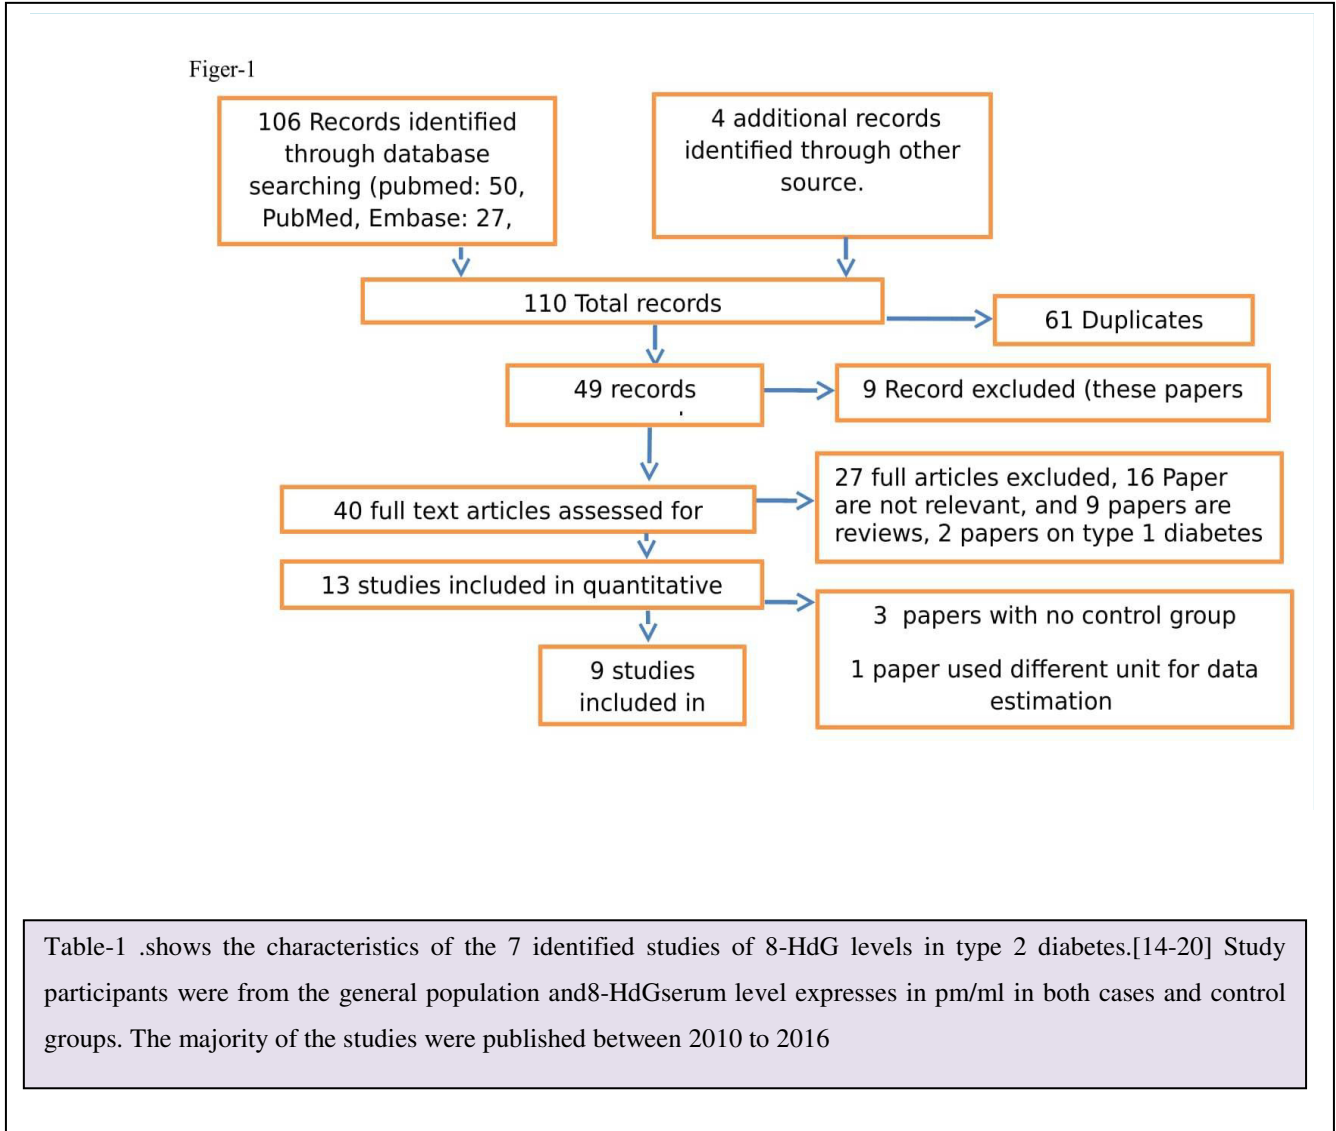 Figer-1
106 Records identified
through database
searching (pubmed: 50,
PubMed, Embase: 27,
4 additional records
identified through other
source.
110 Total records
61 Duplicates
49 records
9 Record excluded (these papers
40 full text articles assessed for
27 full articles excluded, 16 Paper
are not relevant, and 9 papers are
reviews, 2 papers on type 1 diabetes
13 studies included in quantitative
3 papers with no control group
1 paper used different unit for data
estimation
9 studies
included in
Table-1 .shows the characteristics of the 7 identified studies of 8-HdG levels in type 2 diabetes.[14-20] Study
participants were from the general population and8-HdGserum level expresses in pm/ml in both cases and control
groups. The majority of the studies were published between 2010 to 2016